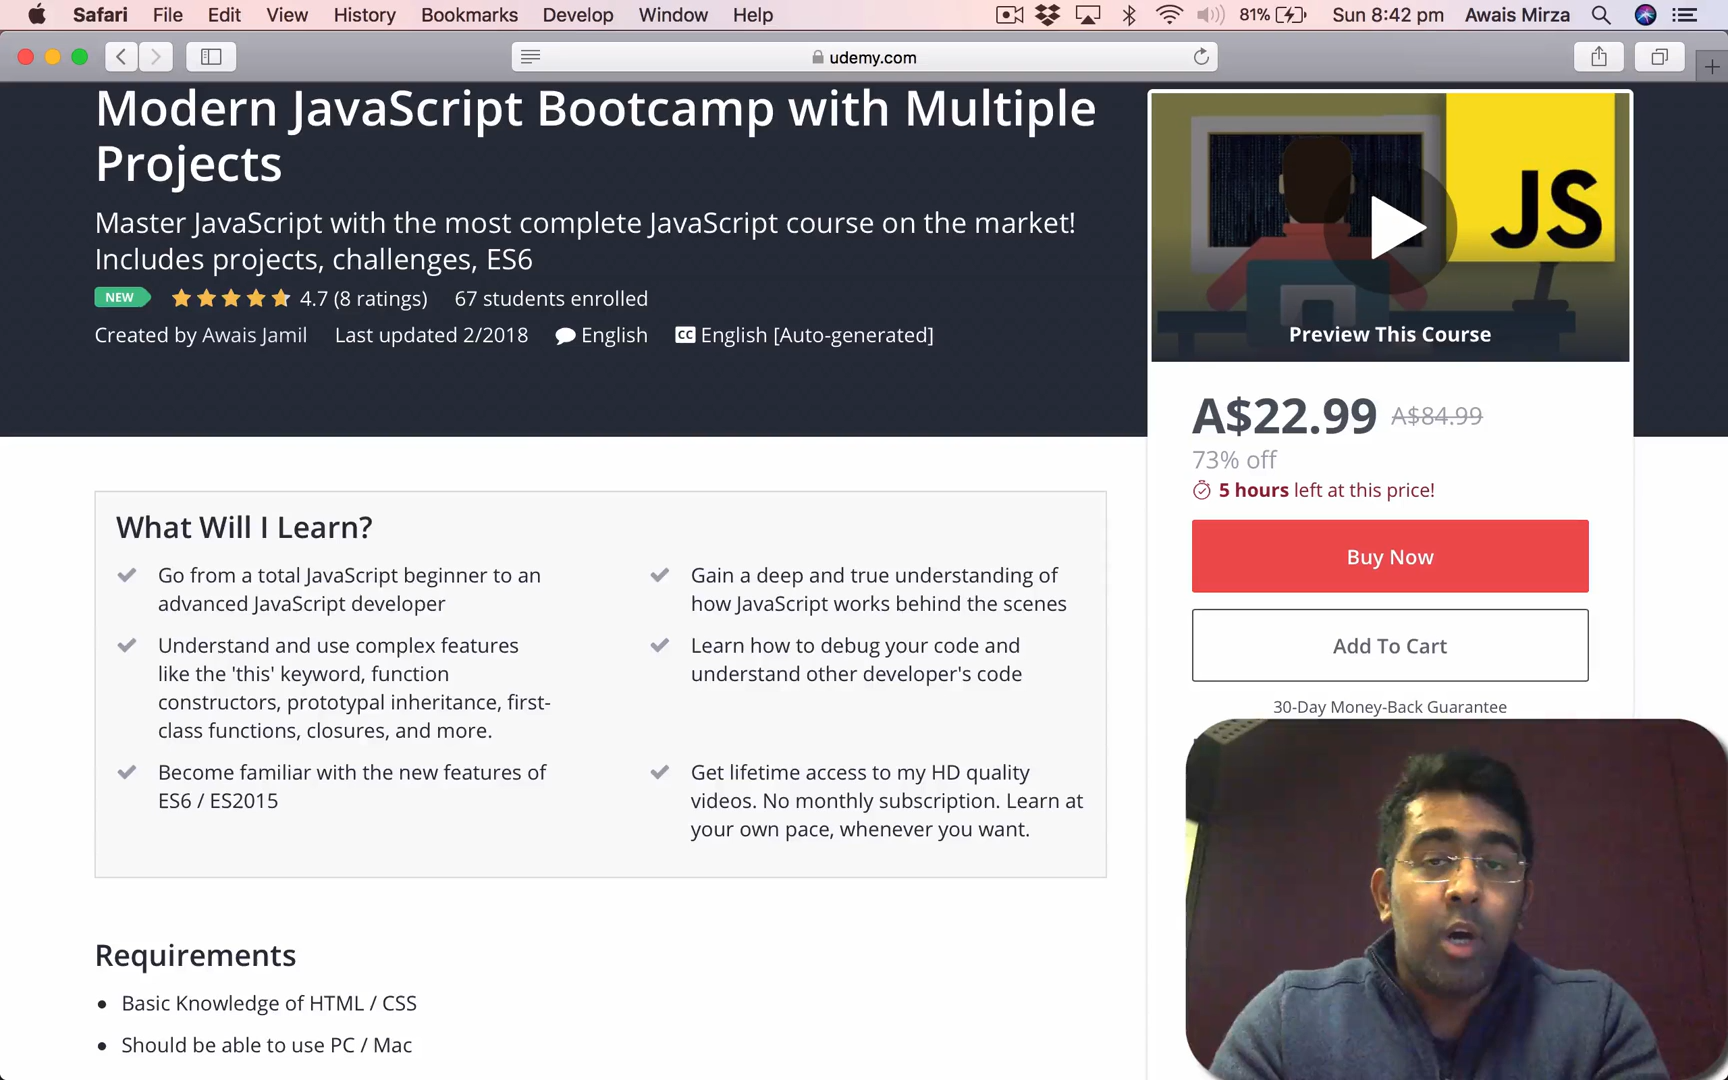 Safari File Edit View History Bookmarks Develop Window Help 81% Sun 8:42 pm Awais Mirza
udemy.com
Modern JavaScript Bootcamp with Multiple
Projects
Master JavaScript with the most complete JavaScript course on the market!
Includes projects, challenges, ES6
NEW 4.7 (8 ratings) 67 students enrolled
Created by Awais Jamil Last updated 2/2018 English CC English [Auto-generated]
JS
Preview This Course
A$22.99 A$84.99
73% off
5 hours left at this price!
Buy Now
Add To Cart
30-Day Money-Back Guarantee
What Will I Learn?
Go from a total JavaScript beginner to an
advanced JavaScript developer
Gain a deep and true understanding of
how JavaScript works behind the scenes
Understand and use complex features
like the 'this' keyword, function
constructors, prototypal inheritance, first-
class functions, closures, and more.
Learn how to debug your code and
understand other developer's code
Become familiar with the new features of
ES6 / ES2015
Get lifetime access to my HD quality
videos. No monthly subscription. Learn at
your own pace, whenever you want.
Requirements
• Basic Knowledge of HTML / CSS
• Should be able to use PC / Mac